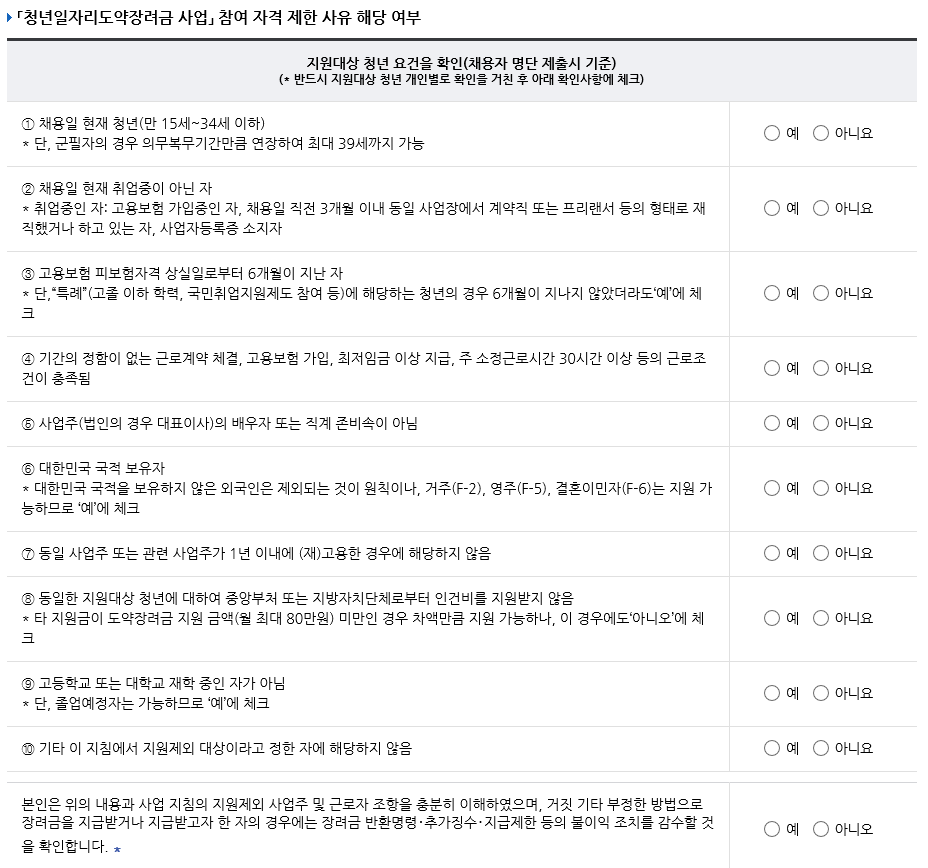 「청년일자리도약장려금 사업」 참여 자격 제한 사유 해당 여부
지원대상 청년 요건을 확인(채용자 명단 제출시 기준)
(* 반드시 지원대상 청년 개인별로 확인을 거친 후 아래 확인사항에 체크)
① 채용일 현재 청년(만 15세~34세 이하)
* 단, 군필자의 경우 의무복무기간만큼 연장하여 최대 39세까지 가능
예 아니요
② 채용일 현재 취업중이 아닌 자
* 취업중인 자: 고용보험 가입중인 자, 채용일 직전 3개월 이내 동일 사업장에서 계약직 또는 프리랜서 등의 형태로 재
직했거나 하고 있는 자, 사업자등록증 소지자
예 아니요
③ 고용보험 피보험자격 상실일로부터 6개월이 지난 자
* 단,“특례”(고졸 이하 학력, 국민취업지원제도 참여 등)에 해당하는 청년의 경우 6개월이 지나지 않았더라도‘예’에 체
크
예 아니요
④ 기간의 정함이 없는 근로계약 체결, 고용보험 가입, 최저임금 이상 지급, 주 소정근로시간 30시간 이상 등의 근로조
건이 충족됨
예 아니요
⑤ 사업주(법인의 경우 대표이사)의 배우자 또는 직계 존비속이 아님
예 아니요
⑥ 대한민국 국적 보유자
* 대한민국 국적을 보유하지 않은 외국인은 제외되는 것이 원칙이나, 거주(F-2), 영주(F-5), 결혼이민자(F-6)는 지원 가
능하므로 ‘예’에 체크
예 아니요
⑦ 동일 사업주 또는 관련 사업주가 1년 이내에 (재)고용한 경우에 해당하지 않음
예 아니요
⑧ 동일한 지원대상 청년에 대하여 중앙부처 또는 지방자치단체로부터 인건비를 지원받지 않음
* 타 지원금이 도약장려금 지원 금액(월 최대 80만원) 미만인 경우 차액만큼 지원 가능하나, 이 경우에도‘아니오’에 체
크
예 아니요
⑨ 고등학교 또는 대학교 재학 중인 자가 아님
* 단, 졸업예정자는 가능하므로 ‘예’에 체크
예 아니요
⑩ 기타 이 지침에서 지원제외 대상이라고 정한 자에 해당하지 않음
예 아니요
본인은 위의 내용과 사업 지침의 지원제외 사업주 및 근로자 조항을 충분히 이해하였으며, 거짓 기타 부정한 방법으로
장려금을 지급받거나 지급받고자 한 자의 경우에는 장려금 반환명령·추가징수·지급제한 등의 불이익 조치를 감수할 것
을 확인합니다. *
예 아니오